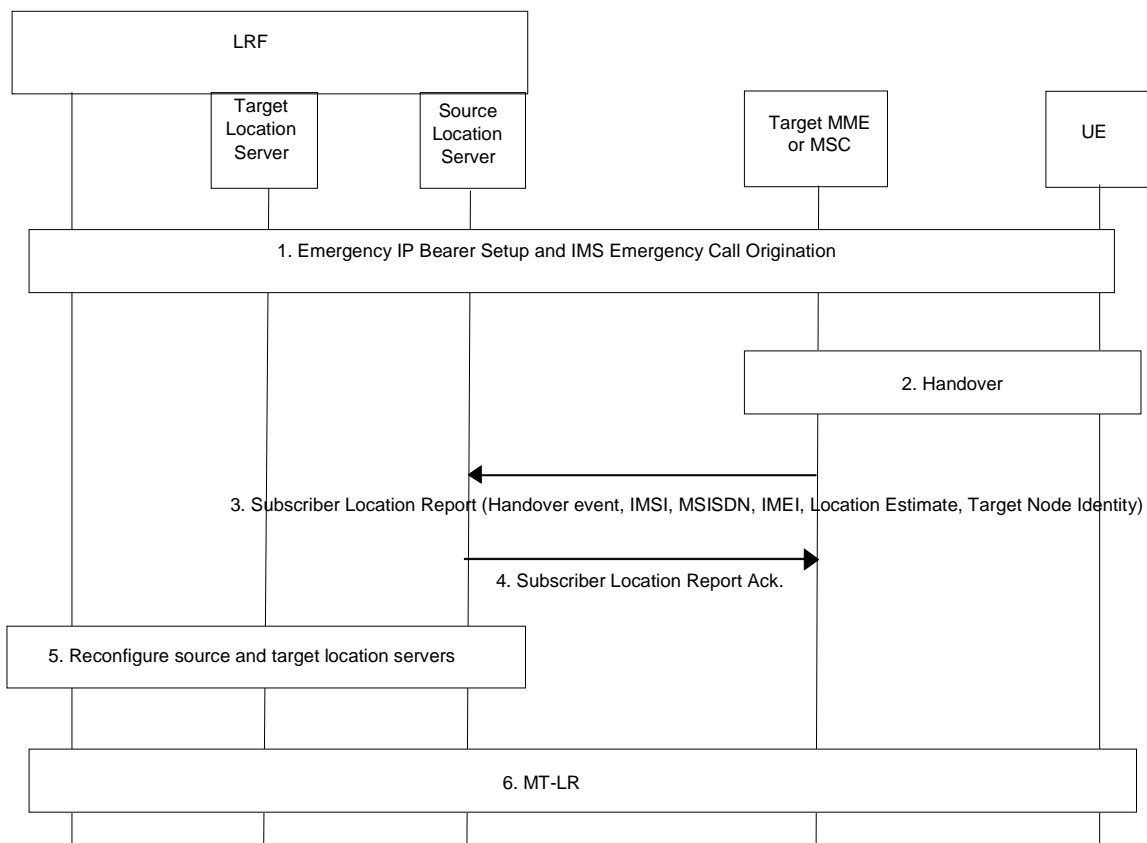 LRF
Target
Location
Server
Source
Location
Server
Target MME
or MSC
UE
1. Emergency IP Bearer Setup and IMS Emergency Call Origination
2. Handover
3. Subscriber Location Report (Handover event, IMSI, MSISDN, IMEI, Location Estimate, Target Node Identity)
4. Subscriber Location Report Ack.
5. Reconfigure source and target location servers
6. MT-LR